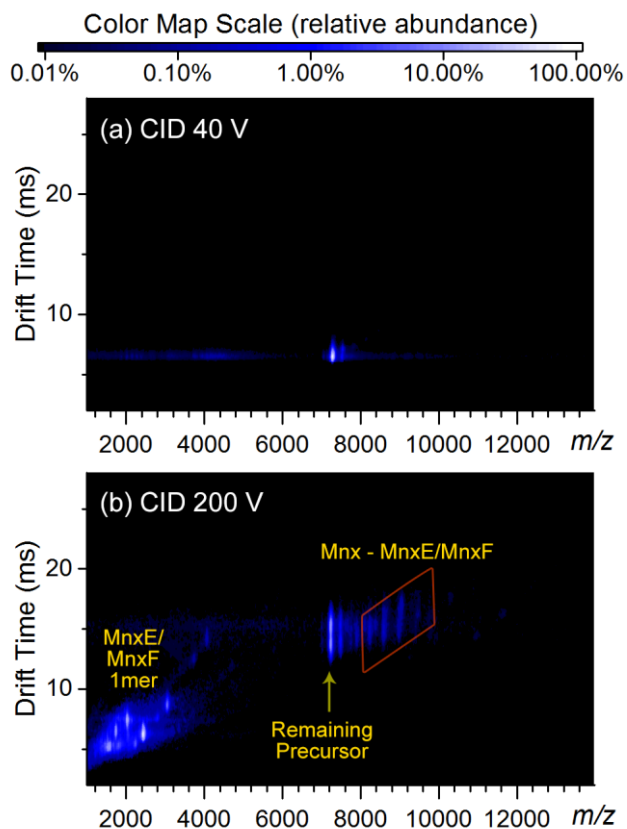 Color Map Scale (relative abundance)
0.01% 0.10% 1.00% 10.00% 100.00%
(a) CID 40 V
Drift Time (ms)
20
10
2000 4000 6000 8000 10000 12000 m/z
(b) CID 200 V
Mnx - MnxE/MnxF
Drift Time (ms)
20
MnxE/
MnxF
1mer
10
Remaining
Precursor
2000 4000 6000 8000 10000 12000 m/z